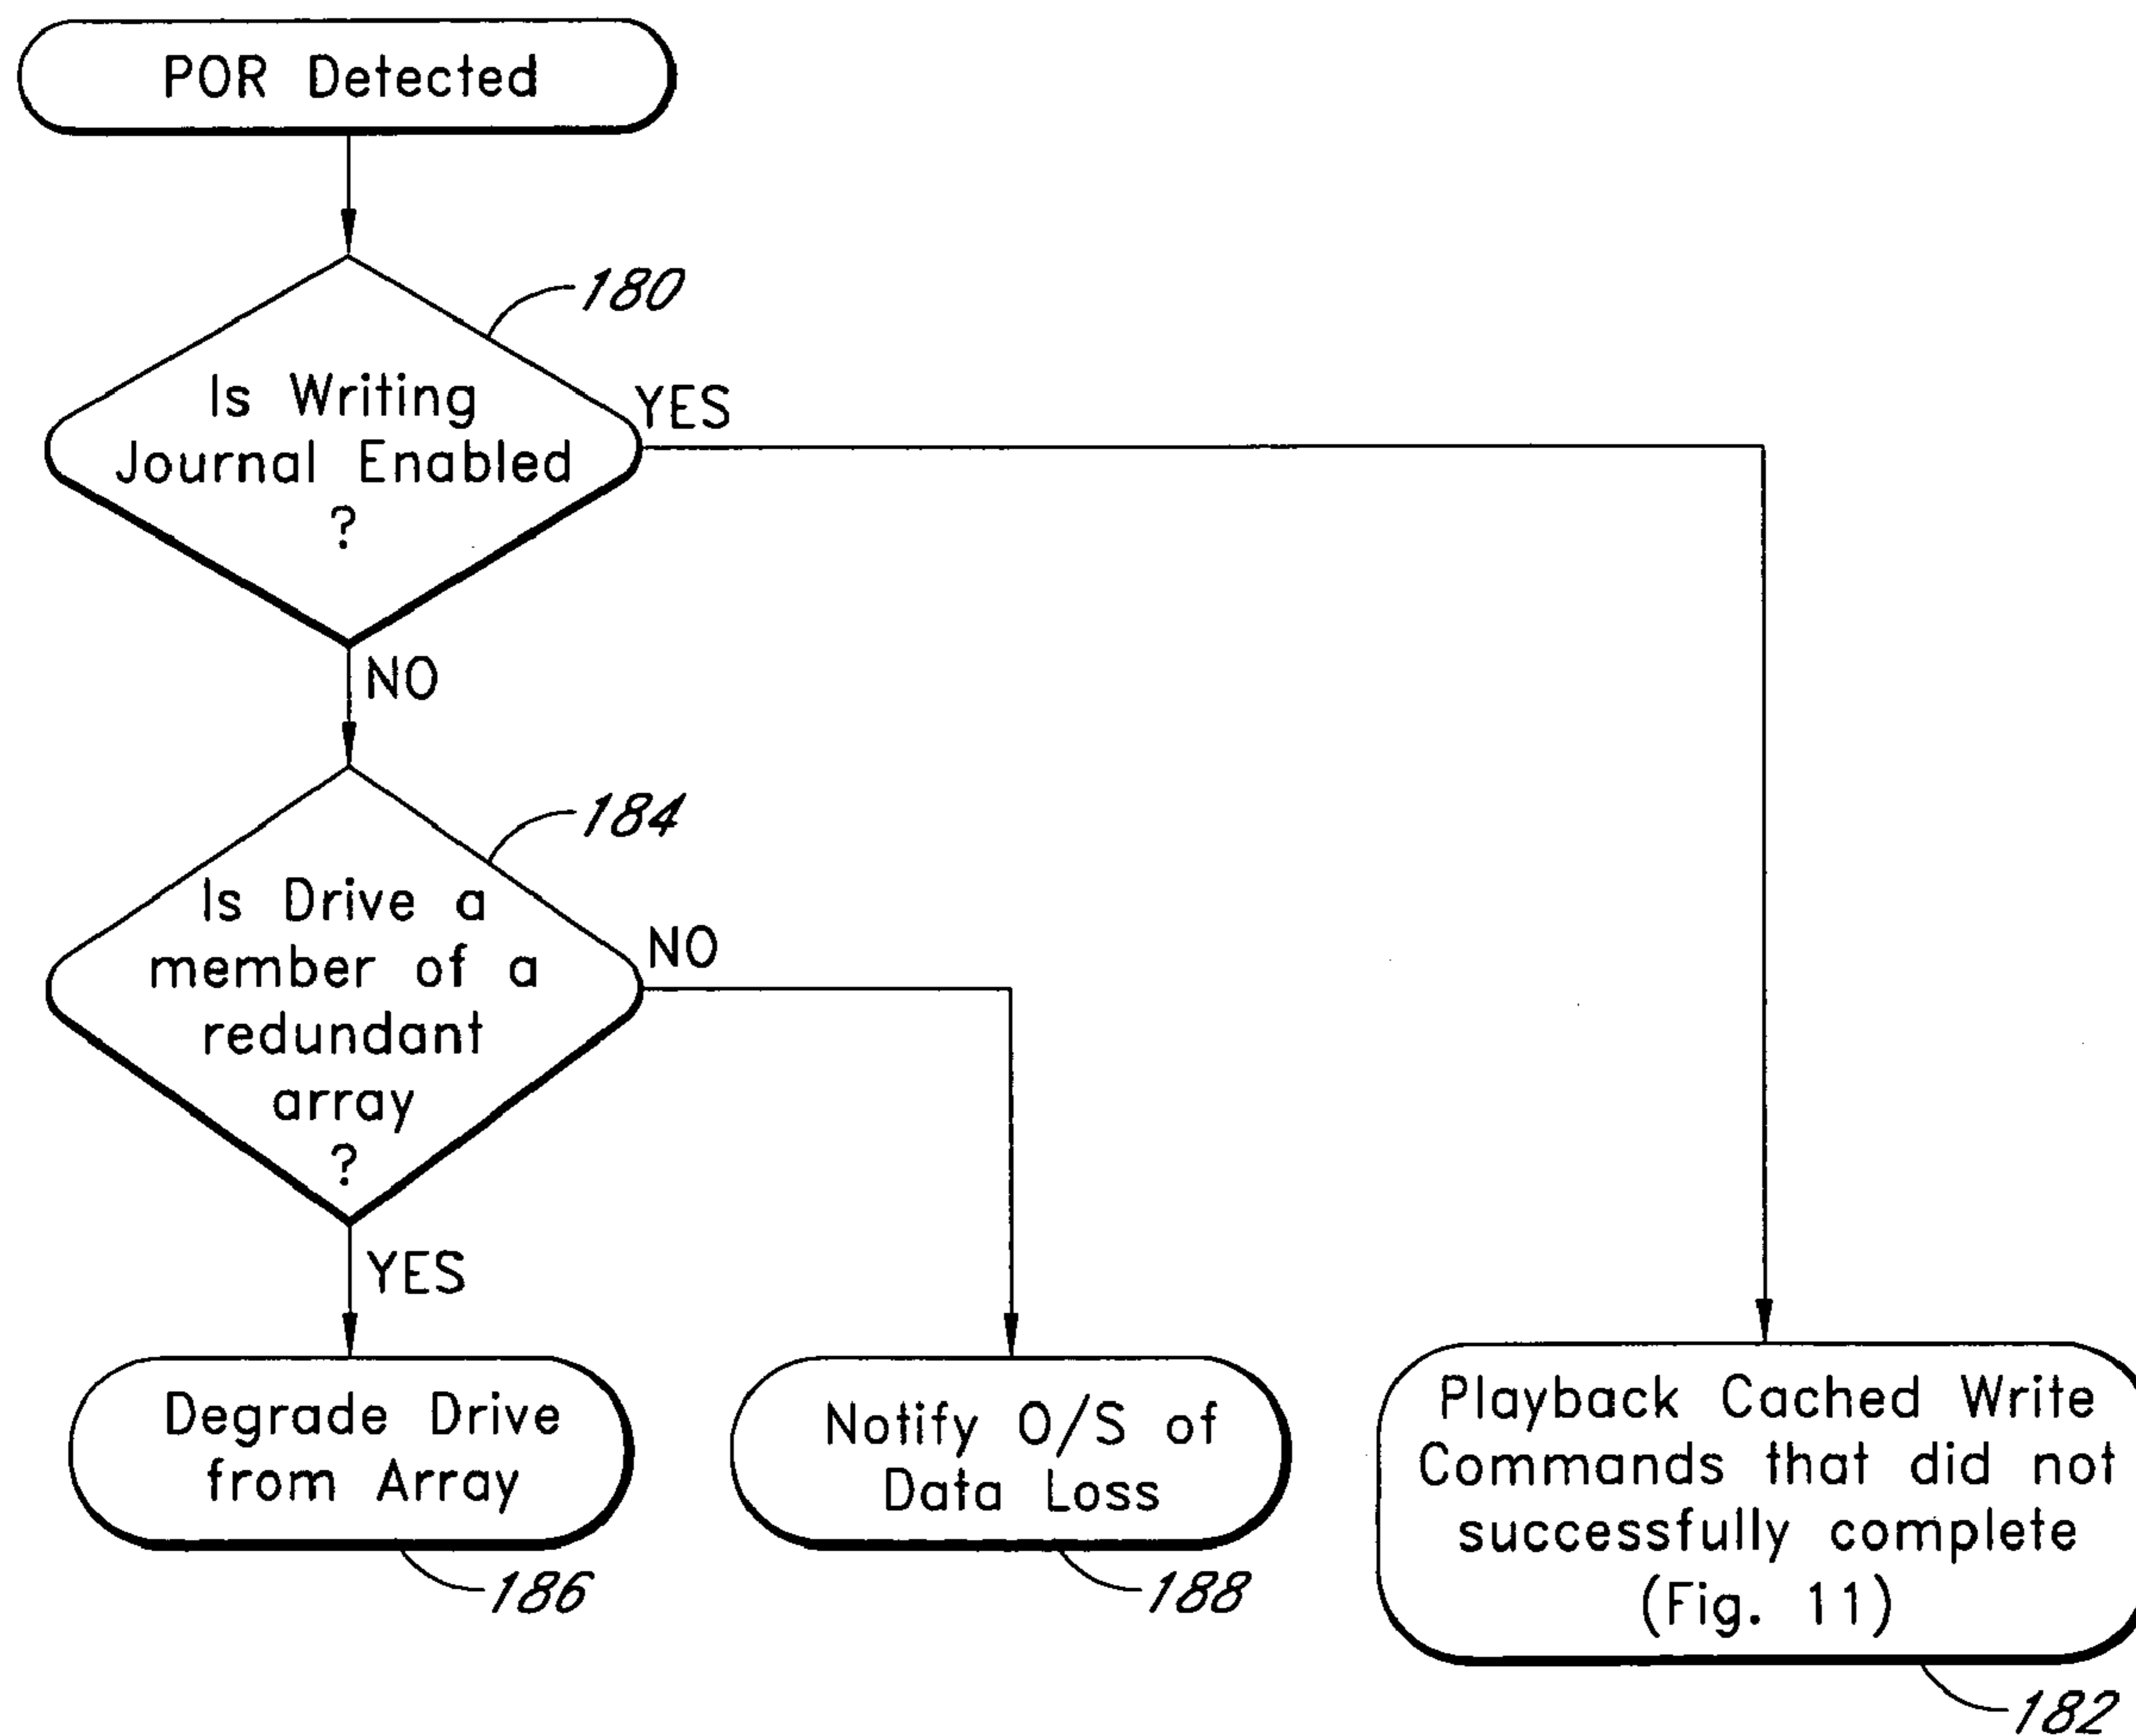 POR Detected
180
Is Writing
Journal Enabled
?
YES
NO
184
Is Drive a
member of a
redundant
array
?
NO
YES
Degrade Drive
from Array
186
Notify O/S of
Data Loss
188
Playback Cached Write
Commands that did not
successfully complete
(Fig. 11)
182